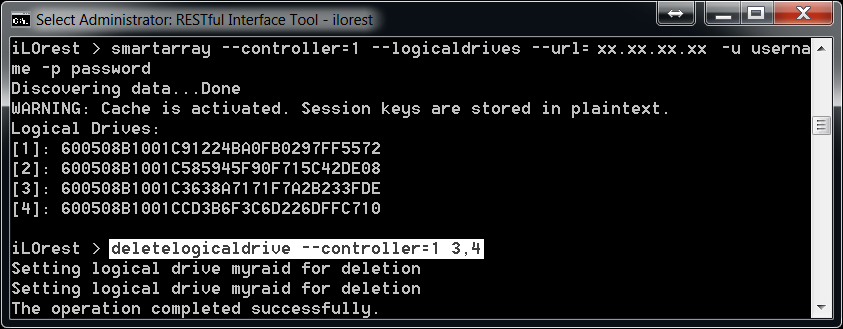 Select Administrator: RESTful Interface Tool - ilorest
iLOrest > smartarray --controller=1 --logicaldrives --url= xx.xx.xx.xx -u userna
me -p password
Discovering data...Done
WARNING: Cache is activated. Session keys are stored in plaintext.
Logical Drives:
[1]: 600508B1001C91224BA0FB0297FF5572
[2]: 600508B1001C585945F90F715C42DE08
[3]: 600508B1001C3638A7171F7A2B233FDE
[4]: 600508B1001CCD3B6F3C6D226DFFC710
iLOrest > deletelogicaldrive --controller=1 3,4
Setting logical drive myraid for deletion
Setting logical drive myraid for deletion
The operation completed successfully.